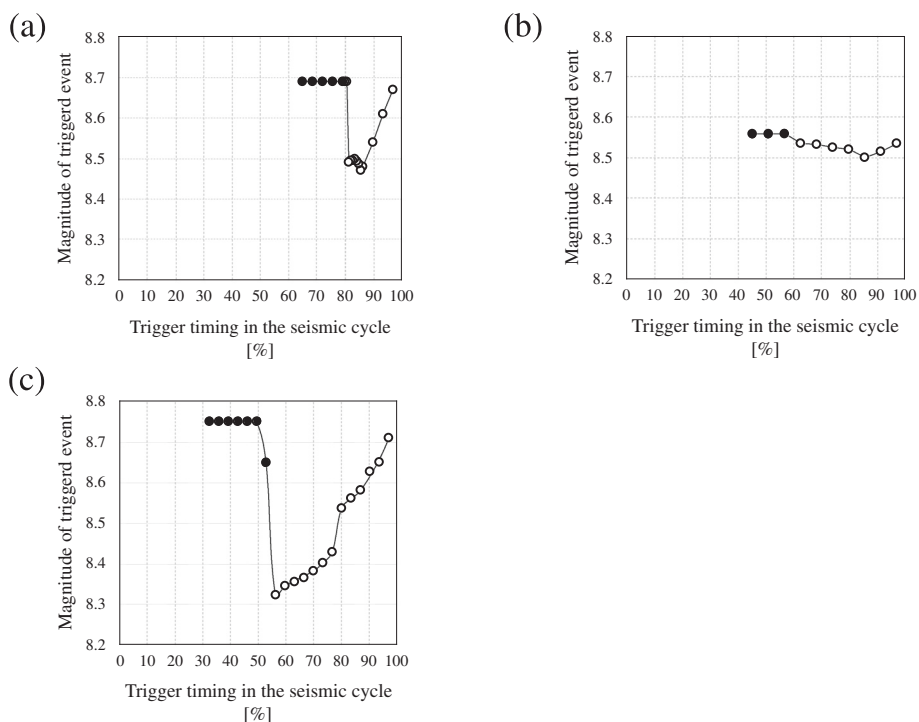 (a)
8.8
8.7
8.6
8.5
8.4
8.3
8.2
Magnitude of triggerd event
0 10 20 30 40 50 60 70 80 90 100
Trigger timing in the seismic cycle
[%]
(b)
8.8
8.7
8.6
8.5
8.4
8.3
8.2
Magnitude of triggerd event
0 10 20 30 40 50 60 70 80 90 100
Trigger timing in the seismic cycle
[%]
(c)
8.8
8.7
8.6
8.5
8.4
8.3
8.2
Magnitude of triggerd event
0 10 20 30 40 50 60 70 80 90 100
Trigger timing in the seismic cycle
[%]